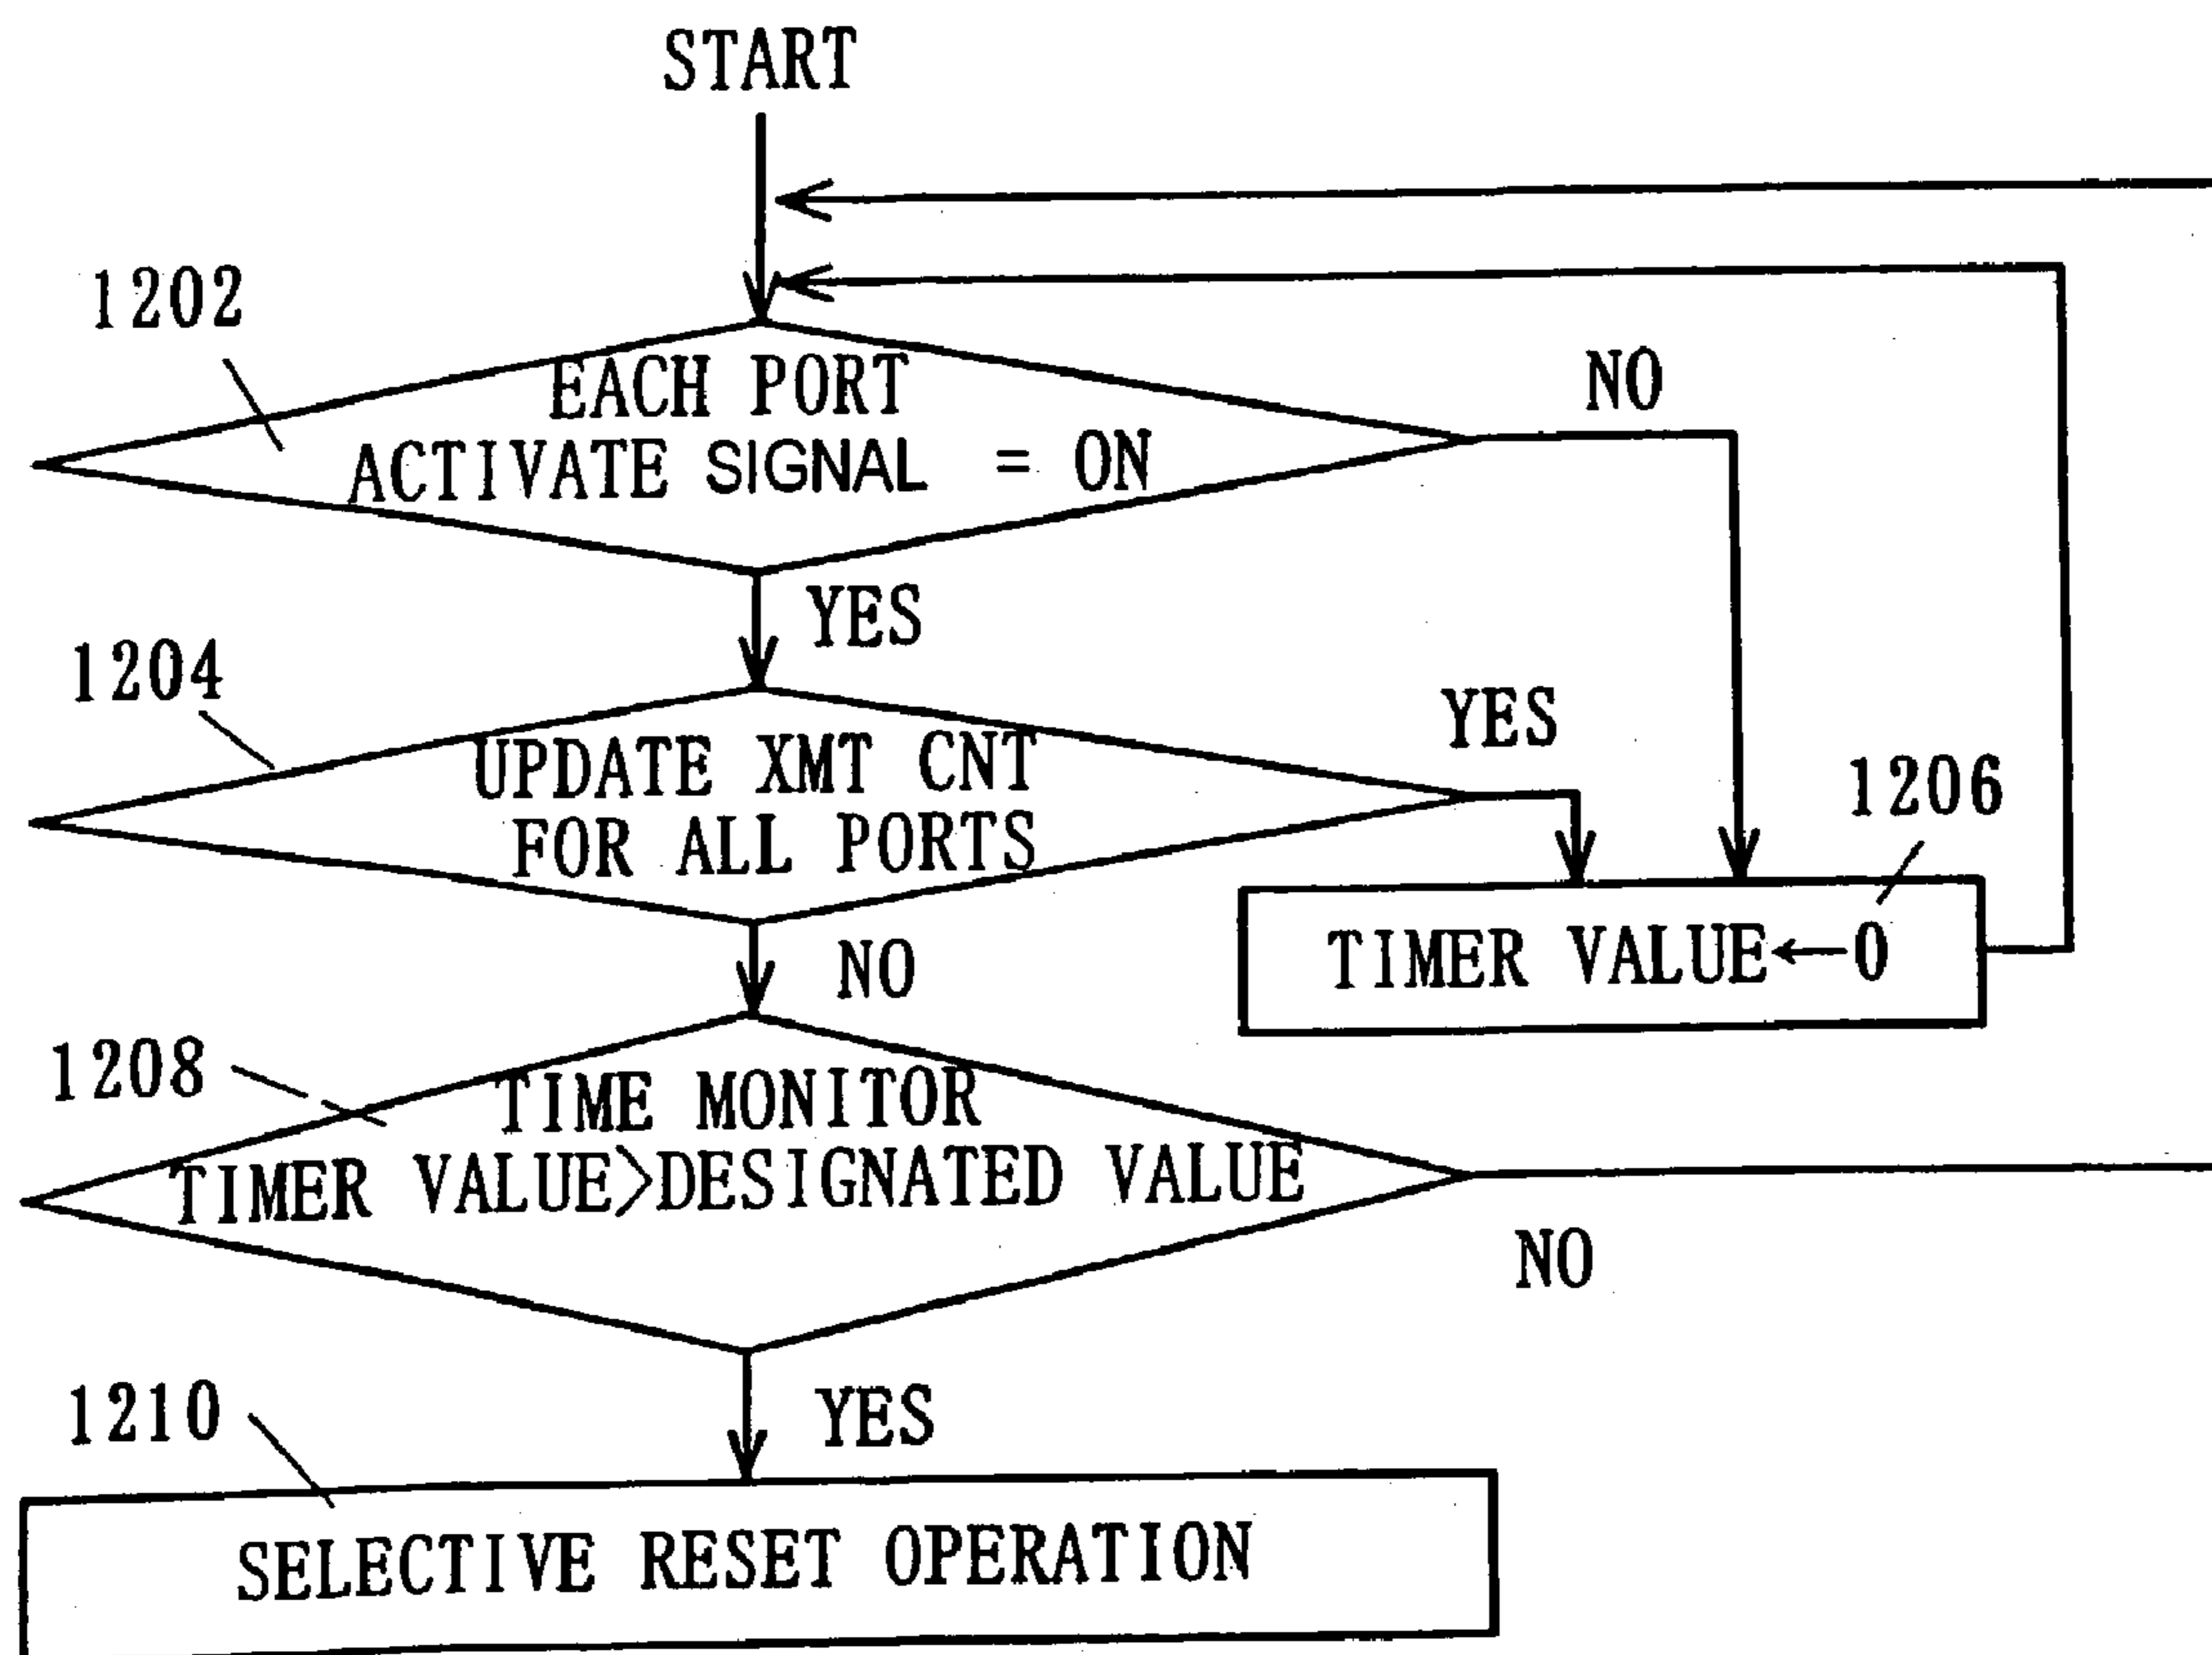 START
1202
EACH PORT
ACTIVATE SIGNAL = ON
NO
YES
1204
UPDATE XMT CNT
FOR ALL PORTS
YES
1206
TIMER VALUE←0
NO
1208
TIME MONITOR
TIMER VALUE>DESIGNATED VALUE
NO
YES
1210
SELECTIVE RESET OPERATION